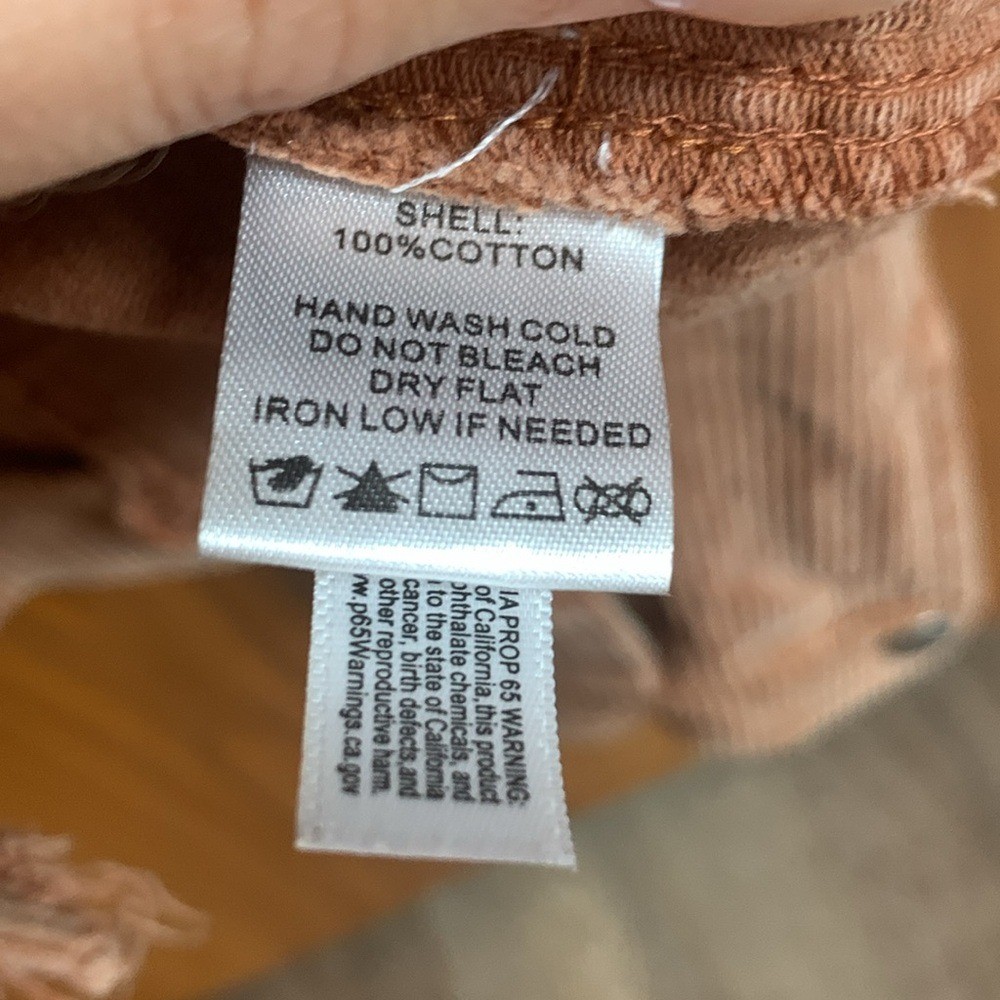 SHELL:
100%COTTON
HAND WASH COLD
DO NOT BLEACH
DRY FLAT
IRON LOW IF NEEDED
IA PROP 65 WARNING:
of California, this product
phthalate chemicals, and
to the state of California
cancer, birth defects, and
other reproductive harm.
w.p65Warnings.ca.gov